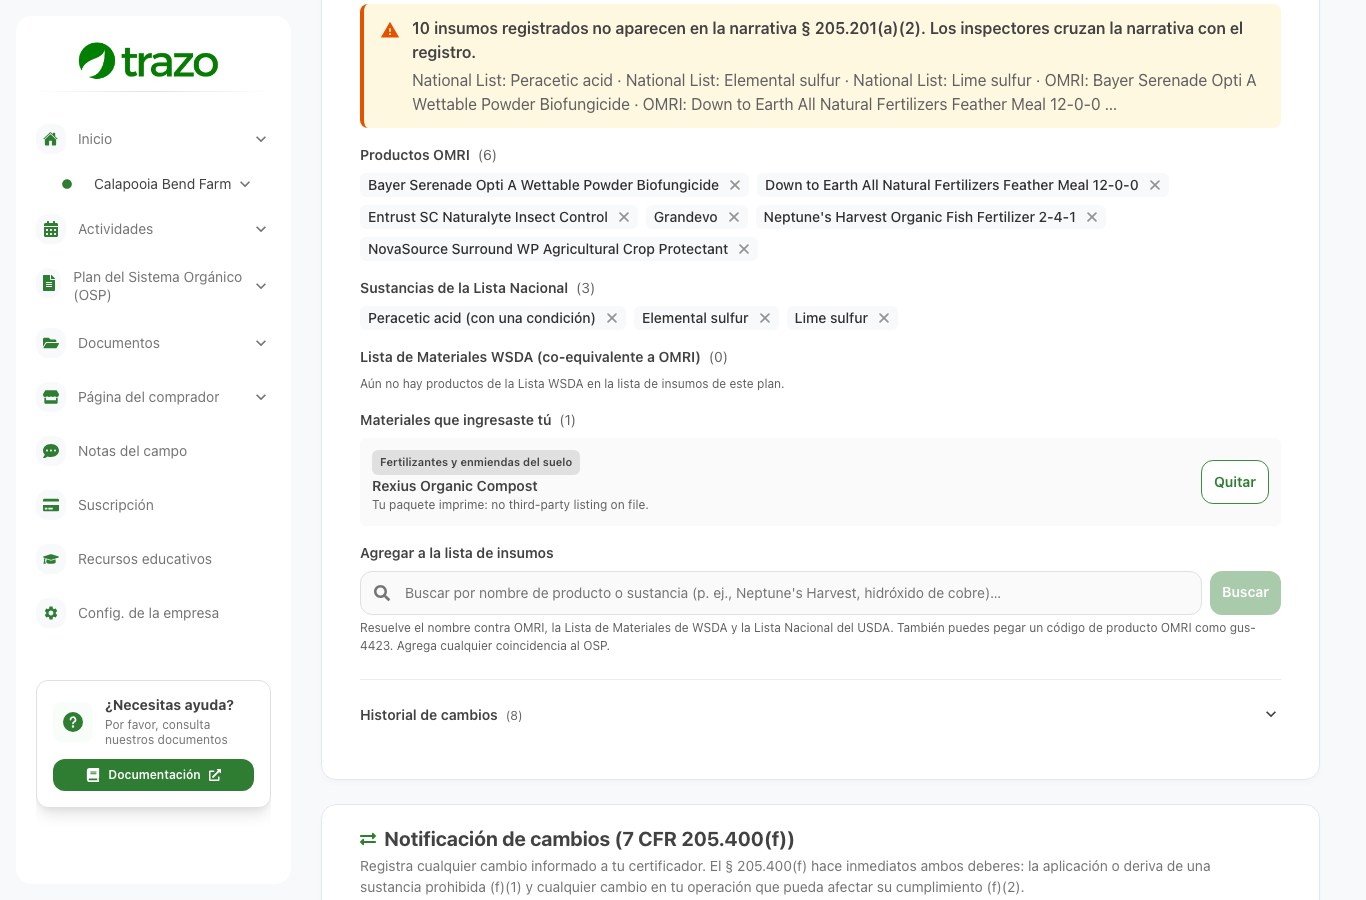 trazo
Inicio
Calapooia Bend Farm
Actividades
Plan del Sistema Orgánico
(OSP)
Documentos
Página del comprador
Notas del campo
Suscripción
Recursos educativos
Config. de la empresa
¿Necesitas ayuda?
Por favor, consulta
nuestros documentos
Documentación
10 insumos registrados no aparecen en la narrativa § 205.201(a)(2). Los inspectores cruzan la narrativa con el
registro.
National List: Peracetic acid · National List: Elemental sulfur · National List: Lime sulfur · OMRI: Bayer Serenade Opti A
Wettable Powder Biofungicide · OMRI: Down to Earth All Natural Fertilizers Feather Meal 12-0-0 ...
Productos OMRI (6)
Bayer Serenade Opti A Wettable Powder Biofungicide
Down to Earth All Natural Fertilizers Feather Meal 12-0-0
Entrust SC Naturalyte Insect Control
Grandevo
Neptune's Harvest Organic Fish Fertilizer 2-4-1
NovaSource Surround WP Agricultural Crop Protectant
Sustancias de la Lista Nacional (3)
Peracetic acid (con una condición)
Elemental sulfur
Lime sulfur
Lista de Materiales WSDA (co-equivalente a OMRI) (0)
Aún no hay productos de la Lista WSDA en la lista de insumos de este plan.
Materiales que ingresaste tú (1)
Fertilizantes y enmiendas del suelo
Rexius Organic Compost
Tu paquete imprime: no third-party listing on file.
Quitar
Agregar a la lista de insumos
Buscar por nombre de producto o sustancia (p. ej., Neptune's Harvest, hidróxido de cobre)...
Buscar
Resuelve el nombre contra OMRI, la Lista de Materiales de WSDA y la Lista Nacional del USDA. También puedes pegar un código de producto OMRI como gus-
4423. Agrega cualquier coincidencia al OSP.
Historial de cambios (8)
Notificación de cambios (7 CFR 205.400(f))
Registra cualquier cambio informado a tu certificador. El § 205.400(f) hace inmediatos ambos deberes: la aplicación o deriva de una
sustancia prohibida (f)(1) y cualquier cambio en tu operación que pueda afectar su cumplimiento (f)(2).